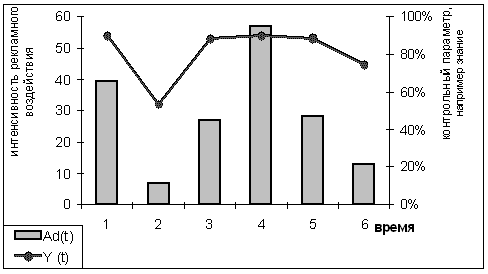 интенсивность рекламного
воздействия
60
50
40
30
20
10
0
100%
80%
60%
40%
20%
0%
контрольный параметр,
например знание
1 2 3 4 5 6 время
Ad(t)
Y (t)